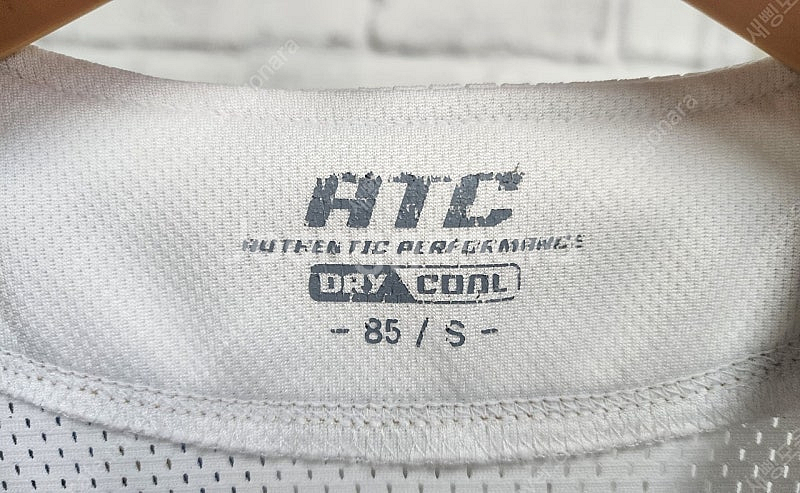 ATC
AUTHENTIC PERFORMANCE
DRY COOL
- 85 / S -